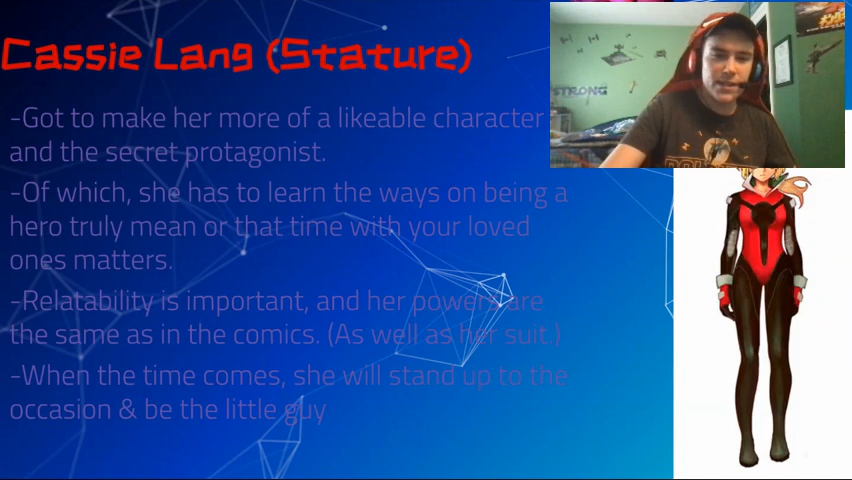 Cassie Lang (Stature)
-Got to make her more of a likeable character
and the secret protagonist.
-Of which, she has to learn the ways on being a
hero truly mean or that time with your loved
ones matters.
-Relatability is important, and her powers are
the same as in the comics. (As well as her suit.)
-When the time comes, she will stand up to the
occasion & be the little guy
STRONG